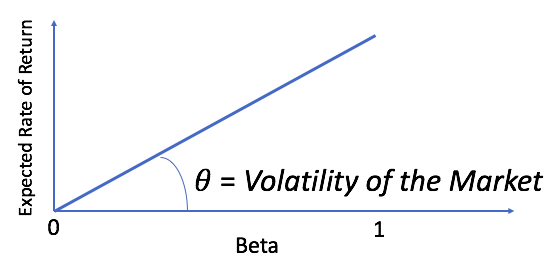 Expected Rate of Return
θ = Volatility of the Market
0
1
Beta